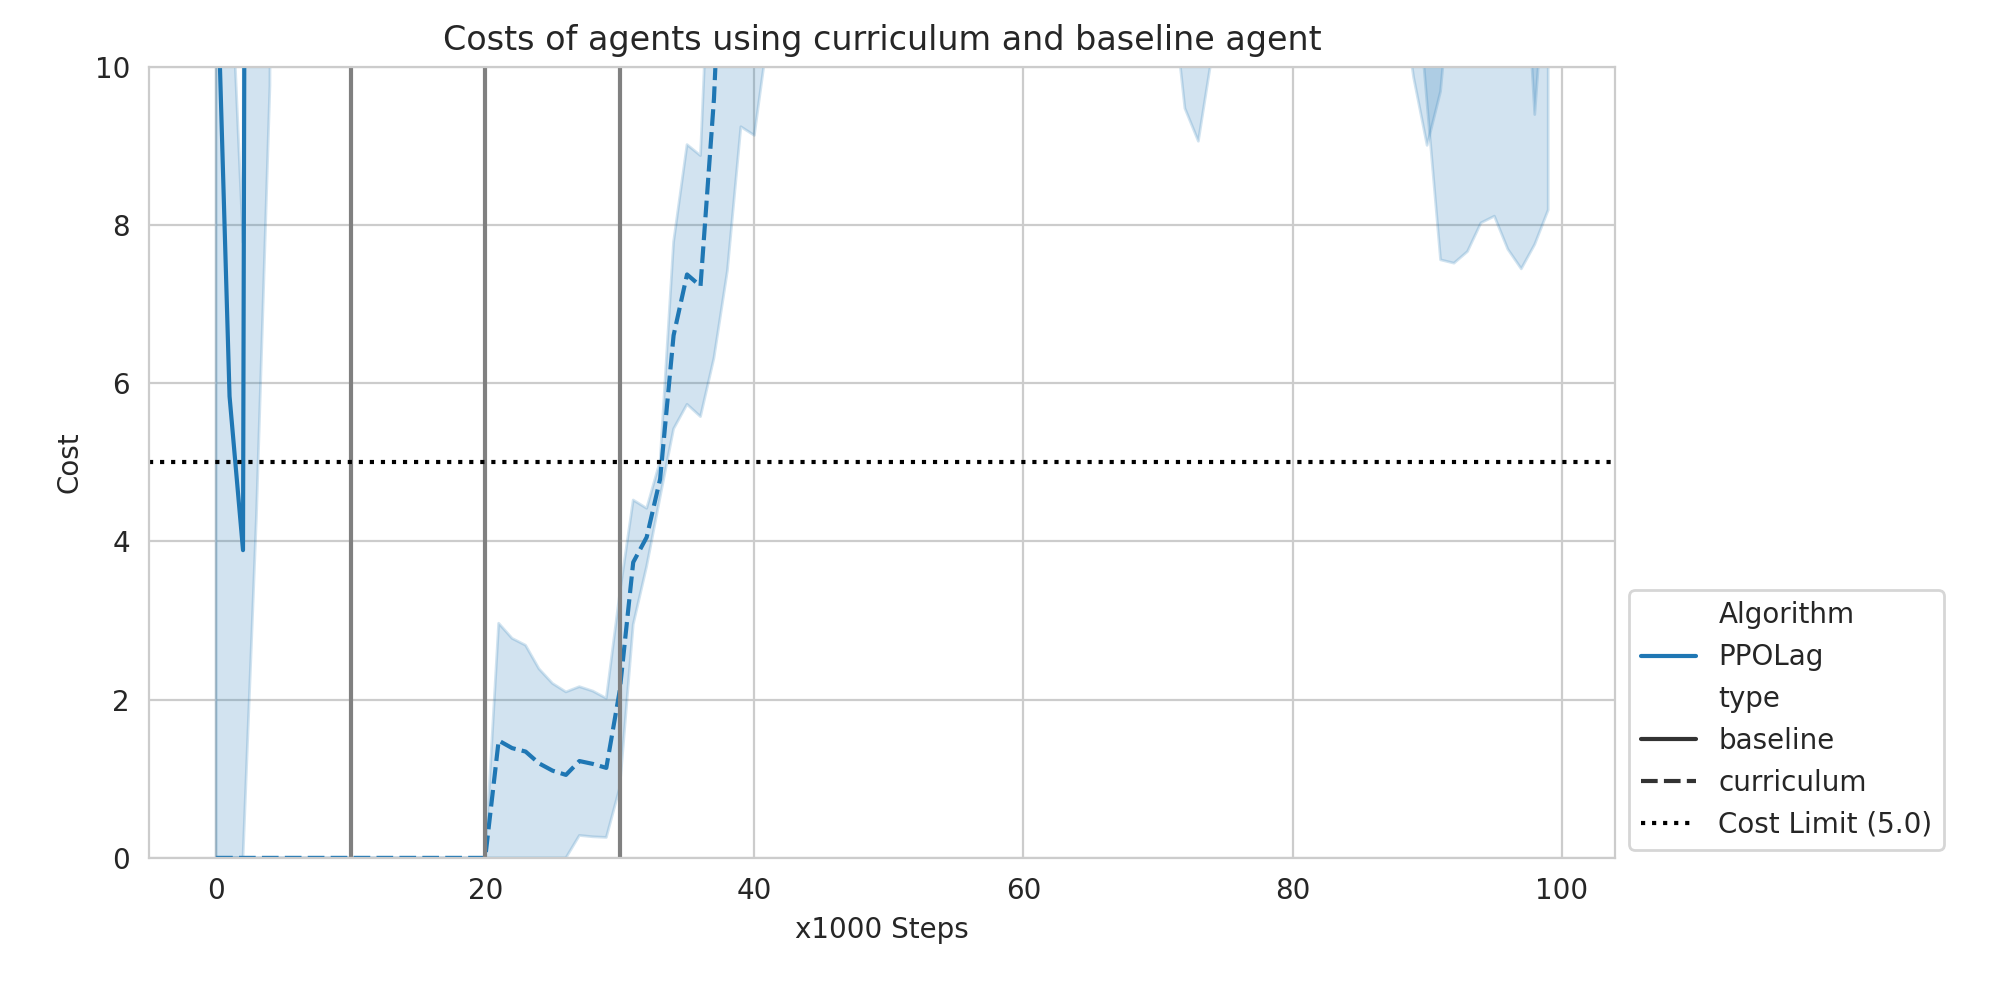 Costs of agents using curriculum and baseline agent
10
8
6
4
2
0
Cost
0 20 40 60 80 100
x1000 Steps
Algorithm
PPOLag
type
baseline
curriculum
Cost Limit (5.0)